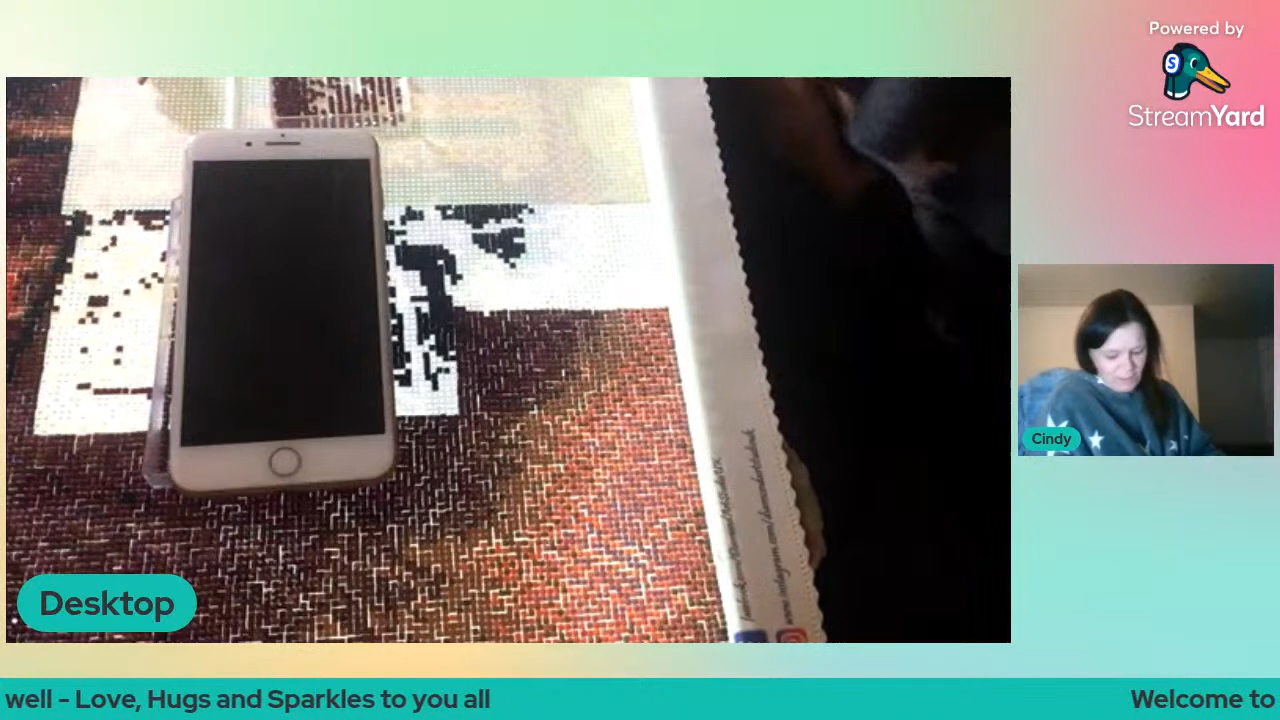 Powered by
S
StreamYard
Cindy
Desktop
well - Love, Hugs and Sparkles to you all
Welcome to